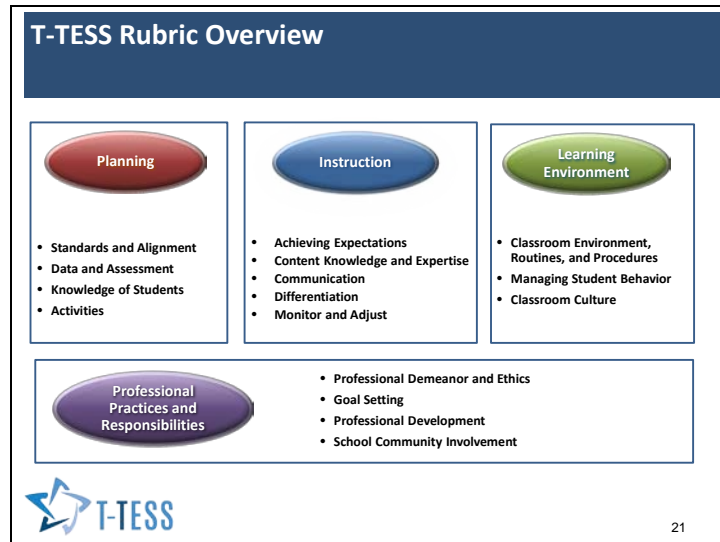 T-TESS Rubric Overview
Planning
• Standards and Alignment
• Data and Assessment
• Knowledge of Students
• Activities
Instruction
• Achieving Expectations
• Content Knowledge and Expertise
• Communication
• Differentiation
• Monitor and Adjust
Learning
Environment
• Classroom Environment,
Routines, and Procedures
• Managing Student Behavior
• Classroom Culture
Professional
Practices and
Responsibilities
• Professional Demeanor and Ethics
• Goal Setting
• Professional Development
• School Community Involvement
T-TESS
21